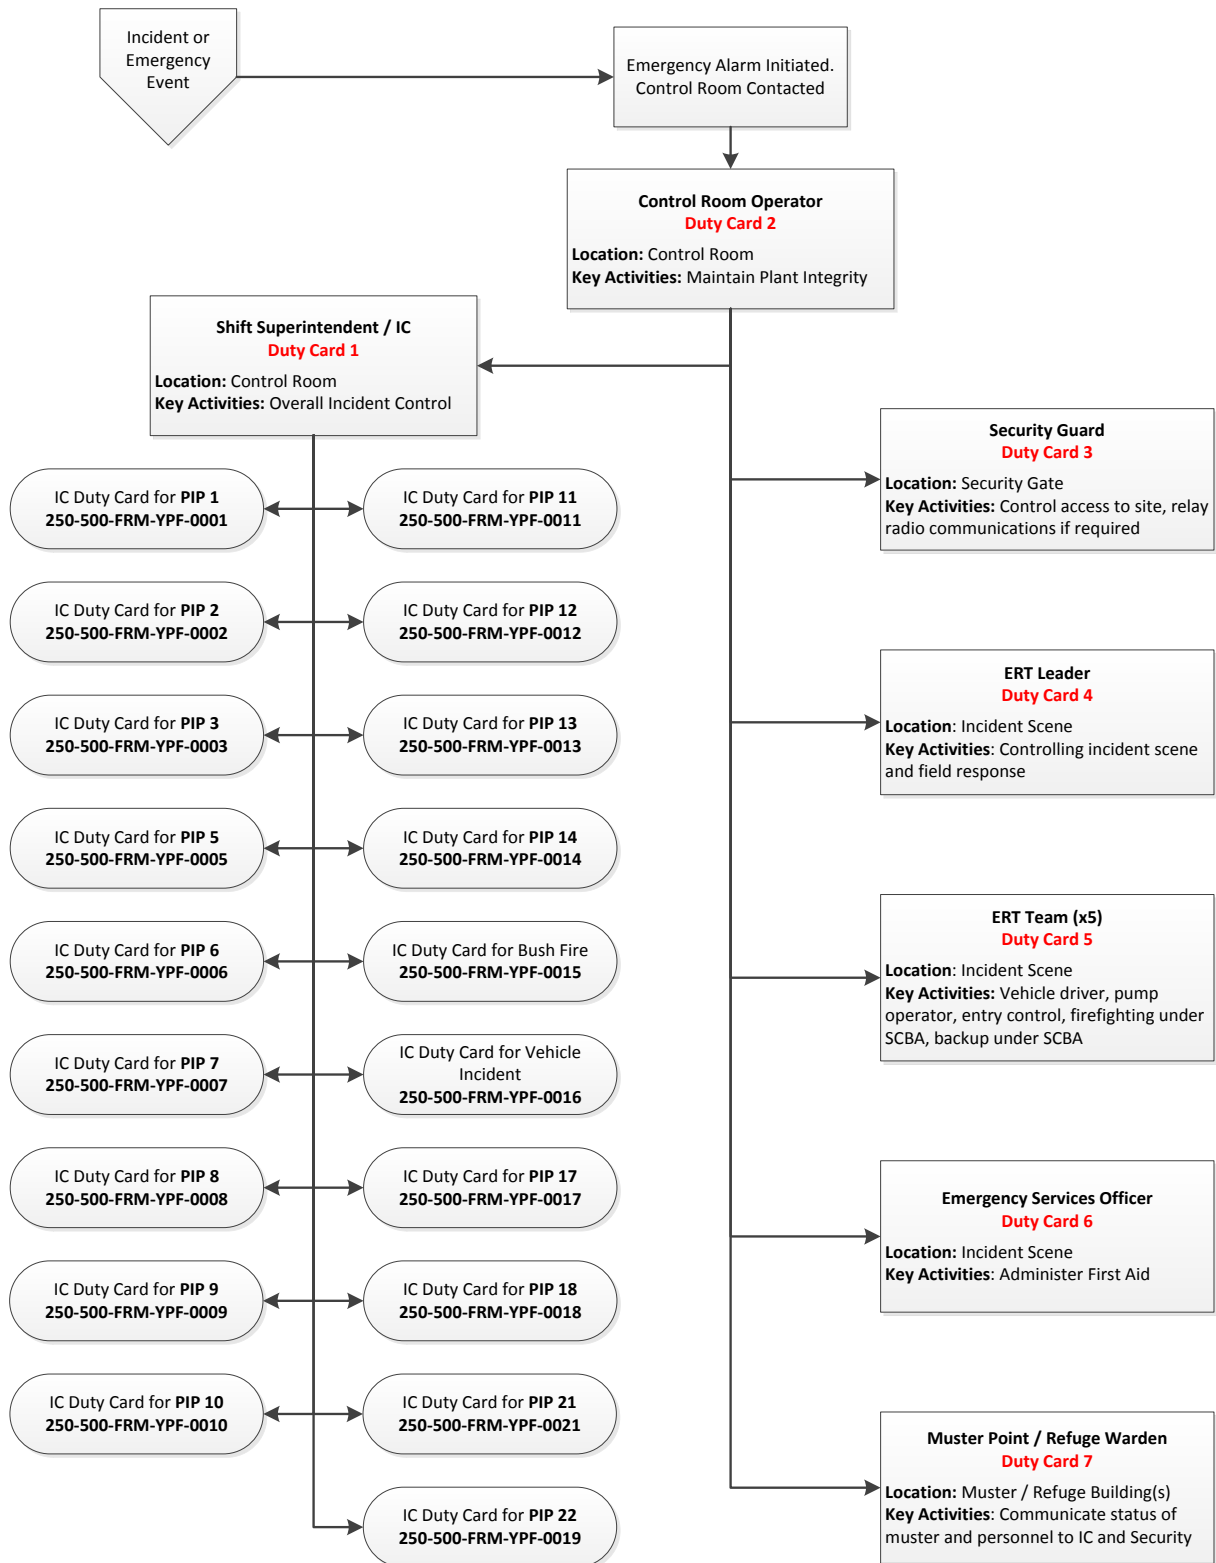 Incident or
Emergency
Event
Emergency Alarm Initiated.
Control Room Contacted
Control Room Operator
Duty Card 2
Location: Control Room
Key Activities: Maintain Plant Integrity
Shift Superintendent / IC
Duty Card 1
Location: Control Room
Key Activities: Overall Incident Control
IC Duty Card for PIP 1
250-500-FRM-YPF-0001
IC Duty Card for PIP 11
250-500-FRM-YPF-0011
IC Duty Card for PIP 2
250-500-FRM-YPF-0002
IC Duty Card for PIP 12
250-500-FRM-YPF-0012
IC Duty Card for PIP 3
250-500-FRM-YPF-0003
IC Duty Card for PIP 13
250-500-FRM-YPF-0013
IC Duty Card for PIP 5
250-500-FRM-YPF-0005
IC Duty Card for PIP 14
250-500-FRM-YPF-0014
IC Duty Card for PIP 6
250-500-FRM-YPF-0006
IC Duty Card for Bush Fire
250-500-FRM-YPF-0015
IC Duty Card for PIP 7
250-500-FRM-YPF-0007
IC Duty Card for Vehicle
Incident
250-500-FRM-YPF-0016
IC Duty Card for PIP 8
250-500-FRM-YPF-0008
IC Duty Card for PIP 17
250-500-FRM-YPF-0017
IC Duty Card for PIP 9
250-500-FRM-YPF-0009
IC Duty Card for PIP 18
250-500-FRM-YPF-0018
IC Duty Card for PIP 10
250-500-FRM-YPF-0010
IC Duty Card for PIP 21
250-500-FRM-YPF-0021
IC Duty Card for PIP 22
250-500-FRM-YPF-0019
Security Guard
Duty Card 3
Location: Security Gate
Key Activities: Control access to site, relay
radio communications if required
ERT Leader
Duty Card 4
Location: Incident Scene
Key Activities: Controlling incident scene
and field response
ERT Team (x5)
Duty Card 5
Location: Incident Scene
Key Activities: Vehicle driver, pump
operator, entry control, firefighting under
SCBA, backup under SCBA
Emergency Services Officer
Duty Card 6
Location: Incident Scene
Key Activities: Administer First Aid
Muster Point / Refuge Warden
Duty Card 7
Location: Muster / Refuge Building(s)
Key Activities: Communicate status of
muster and personnel to IC and Security